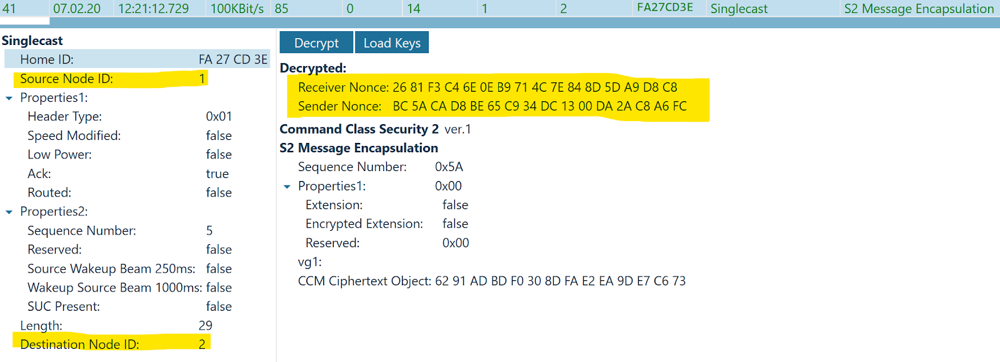 41 07.02.20 12:21:12.729 100KBit/s 85 0 14 1 2 FA27CD3E Singlecast S2 Message Encapsulation
Singlecast
Home ID: FA 27 CD 3E
Source Node ID: 1
Properties1:
Header Type: 0x01
Speed Modified: false
Low Power: false
Ack: true
Routed: false
Properties2:
Sequence Number: 5
Reserved: false
Source Wakeup Beam 250ms: false
Wakeup Source Beam 1000ms: false
SUC Present: false
Length: 29
Destination Node ID: 2
Decrypt Load Keys
Decrypted:
Receiver Nonce: 26 81 F3 C4 6E 0E B9 71 4C 7E 84 8D 5D A9 D8 C8
Sender Nonce: BC 5A CA D8 BE 65 C9 34 DC 13 00 DA 2A C8 A6 FC
Command Class Security 2 ver.1
S2 Message Encapsulation
Sequence Number: 0x5A
Properties1: 0x00
Extension: false
Encrypted Extension: false
Reserved: 0x00
vg1:
CCM Ciphertext Object: 62 91 AD BD F0 30 8D FA E2 EA 9D E7 C6 73